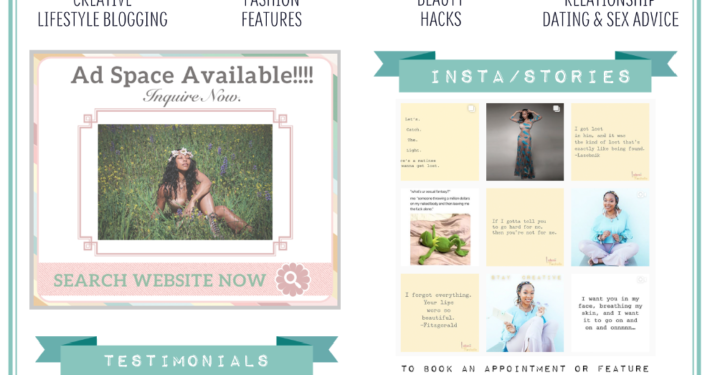 CREATIVE
LIFESTYLE BLOGGING
FASHION
FEATURES
BEAUTY
HACKS
RELATIONSHIP
DATING & SEX ADVICE
Ad Space Available!!!!
Inquire Now.
SEARCH WEBSITE NOW
TESTIMONIALS
INSTA/STORIES
Let's.
Catch.
The.
Light.
I got lost
in him, and it was
the kind of lost that's
exactly like being found.
"what's ur sexual fantasy?"
me:
If I gotta tell you
to go hard for me,
then you're not for me.
STAY CREATIVE
I forgot everything.
Your lips
were so
beautiful.
-Fitzgerald
I want you in my
face, breathing my
skin, and I want
it to go on and
on and onnnnn...
TO BOOK AN APPOINTMENT OR FEATURE